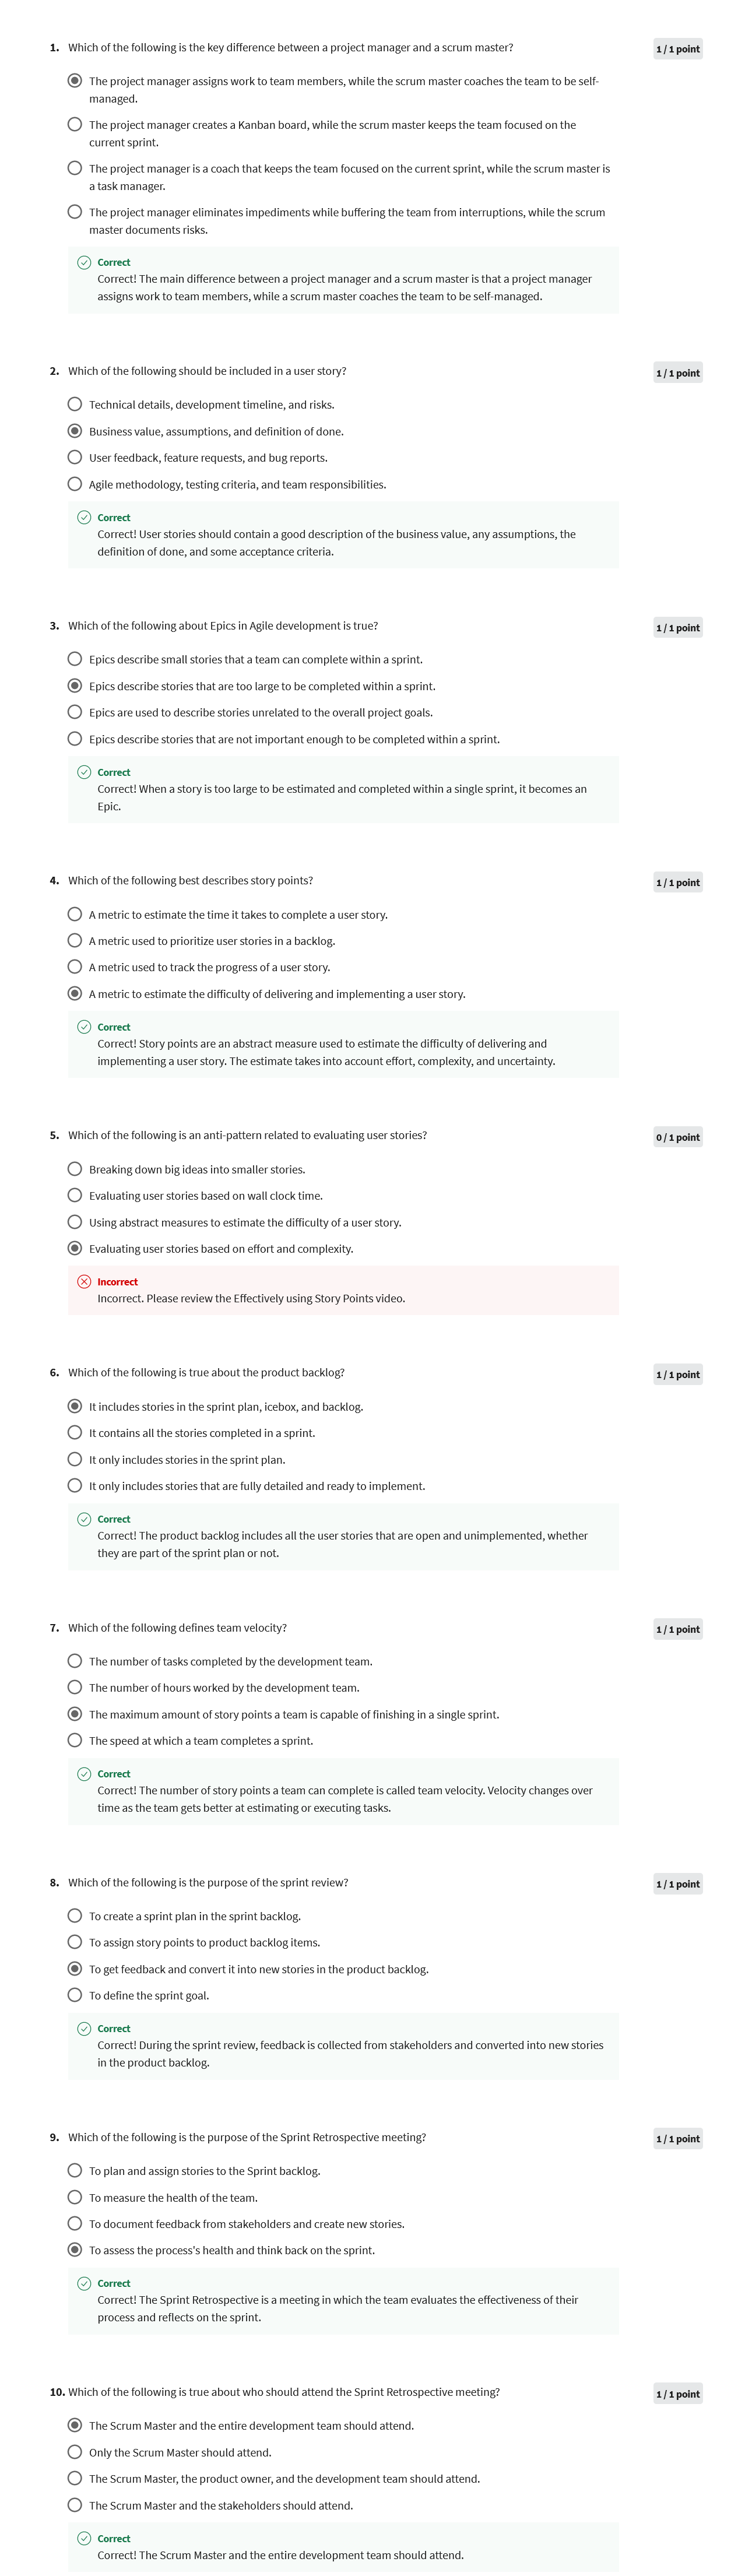 1. Which of the following is the key difference between a project manager and a scrum master?
1 / 1 point
The project manager assigns work to team members, while the scrum master coaches the team to be self-
managed.
The project manager creates a Kanban board, while the scrum master keeps the team focused on the
current sprint.
The project manager is a coach that keeps the team focused on the current sprint, while the scrum master is
a task manager.
The project manager eliminates impediments while buffering the team from interruptions, while the scrum
master documents risks.
Correct
Correct! The main difference between a project manager and a scrum master is that a project manager
assigns work to team members, while a scrum master coaches the team to be self-managed.
2. Which of the following should be included in a user story?
1 / 1 point
Technical details, development timeline, and risks.
Business value, assumptions, and definition of done.
User feedback, feature requests, and bug reports.
Agile methodology, testing criteria, and team responsibilities.
Correct
Correct! User stories should contain a good description of the business value, any assumptions, the
definition of done, and some acceptance criteria.
3. Which of the following about Epics in Agile development is true?
1 / 1 point
Epics describe small stories that a team can complete within a sprint.
Epics describe stories that are too large to be completed within a sprint.
Epics are used to describe stories unrelated to the overall project goals.
Epics describe stories that are not important enough to be completed within a sprint.
Correct
Correct! When a story is too large to be estimated and completed within a single sprint, it becomes an
Epic.
4. Which of the following best describes story points?
1 / 1 point
A metric to estimate the time it takes to complete a user story.
A metric used to prioritize user stories in a backlog.
A metric used to track the progress of a user story.
A metric to estimate the difficulty of delivering and implementing a user story.
Correct
Correct! Story points are an abstract measure used to estimate the difficulty of delivering and
implementing a user story. The estimate takes into account effort, complexity, and uncertainty.
5. Which of the following is an anti-pattern related to evaluating user stories?
0 / 1 point
Breaking down big ideas into smaller stories.
Evaluating user stories based on wall clock time.
Using abstract measures to estimate the difficulty of a user story.
Evaluating user stories based on effort and complexity.
Incorrect
Incorrect. Please review the Effectively using Story Points video.
6. Which of the following is true about the product backlog?
1 / 1 point
It includes stories in the sprint plan, icebox, and backlog.
It contains all the stories completed in a sprint.
It only includes stories in the sprint plan.
It only includes stories that are fully detailed and ready to implement.
Correct
Correct! The product backlog includes all the user stories that are open and unimplemented, whether
they are part of the sprint plan or not.
7. Which of the following defines team velocity?
1 / 1 point
The number of tasks completed by the development team.
The number of hours worked by the development team.
The maximum amount of story points a team is capable of finishing in a single sprint.
The speed at which a team completes a sprint.
Correct
Correct! The number of story points a team can complete is called team velocity. Velocity changes over
time as the team gets better at estimating or executing tasks.
8. Which of the following is the purpose of the sprint review?
1 / 1 point
To create a sprint plan in the sprint backlog.
To assign story points to product backlog items.
To get feedback and convert it into new stories in the product backlog.
To define the sprint goal.
Correct
Correct! During the sprint review, feedback is collected from stakeholders and converted into new stories
in the product backlog.
9. Which of the following is the purpose of the Sprint Retrospective meeting?
1 / 1 point
To plan and assign stories to the Sprint backlog.
To measure the health of the team.
To document feedback from stakeholders and create new stories.
To assess the process's health and think back on the sprint.
Correct
Correct! The Sprint Retrospective is a meeting in which the team evaluates the effectiveness of their
process and reflects on the sprint.
10. Which of the following is true about who should attend the Sprint Retrospective meeting?
1 / 1 point
The Scrum Master and the entire development team should attend.
Only the Scrum Master should attend.
The Scrum Master, the product owner, and the development team should attend.
The Scrum Master and the stakeholders should attend.
Correct
Correct! The Scrum Master and the entire development team should attend.